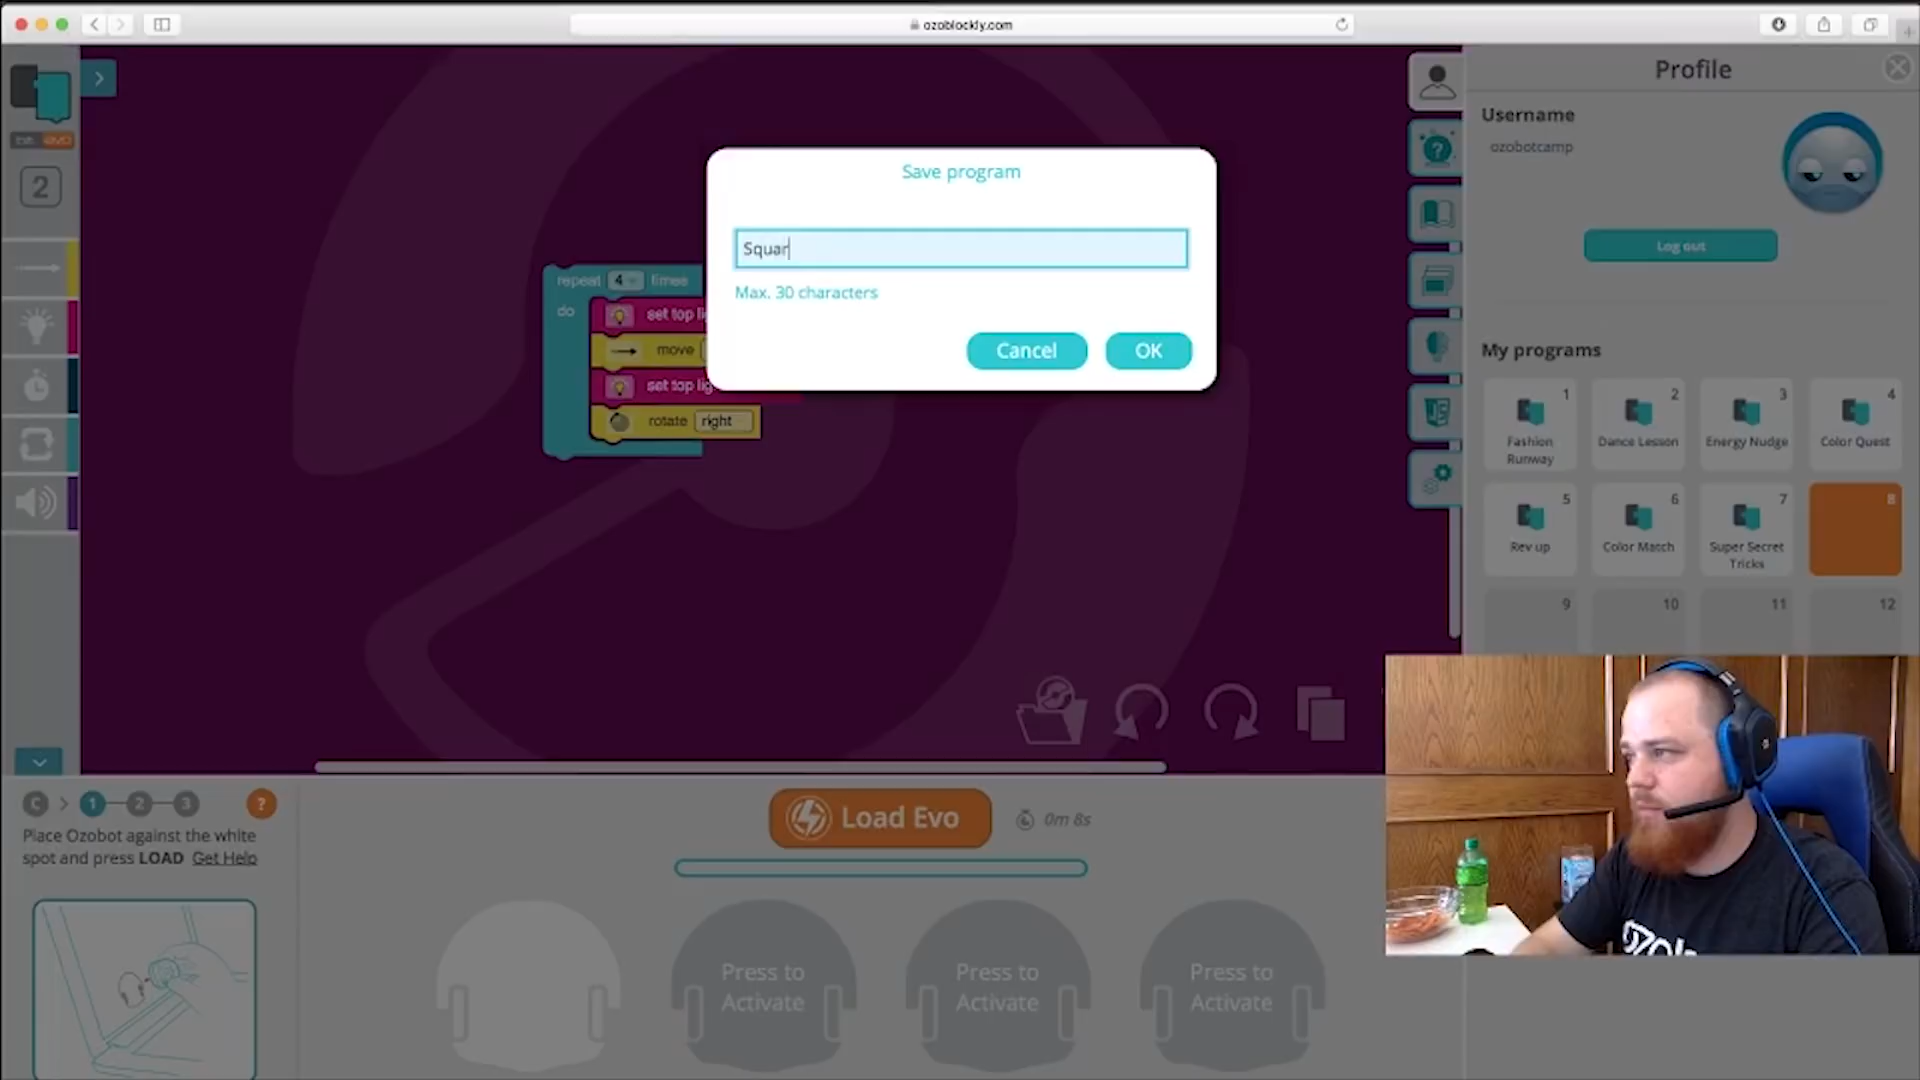 ozoblockly.com
Profile
Username
ozobotcamp
Log out
My programs
1
Fashion
Runway
2
Dance Lesson
3
Energy Nudge
4
Color Quest
5
Rev up
6
Color Match
7
Super Secret
Tricks
8
9
10
11
12
Save program
Squar
Max. 30 characters
Cancel
OK
2
repeat 4 times
do
set top
move
set top
rotate right
C > 1 2 3 ?
Place Ozobot against the white
spot and press LOAD Get Help
Load Evo
0m 8s
Press to
Activate
Press to
Activate
Press to
Activate